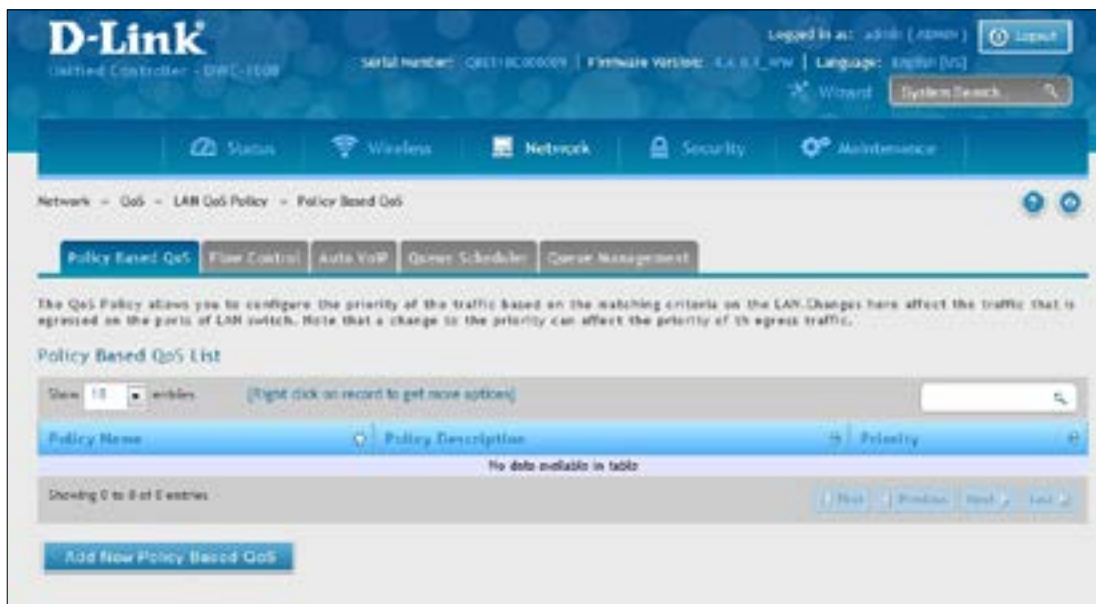 D-Link
Logged in as: admin ( ADMIN )
Logout
Unified Controller - DWC-1000
Serial Number:
Firmware Version:
Language: English [US]
Wizard
System Search
Status
Wireless
Network
Security
Maintenance
Network » QoS » LAN QoS Policy » Policy Based QoS
Policy Based QoS
Flow Control
Auto VoIP
Queue Scheduler
Queue Management
The QoS Policy allows you to configure the priority of the traffic based on the matching criteria on the LAN.Changes here affect the traffic that is
egressed on the ports of LAN switch. Note that a change to the priority can affect the priority of th egress traffic.
Policy Based QoS List
Show 10 entries
[Right click on record to get more options]
Policy Name
Policy Description
Priority
No data available in table
Showing 0 to 0 of 0 entries
First
Previous
Next
Last
Add New Policy Based QoS